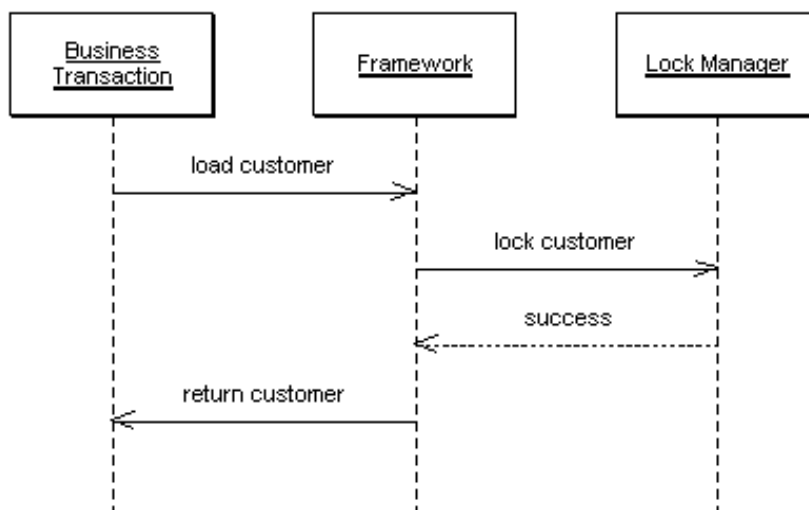 Business
Transaction
Framework
Lock Manager
load customer
lock customer
success
return customer